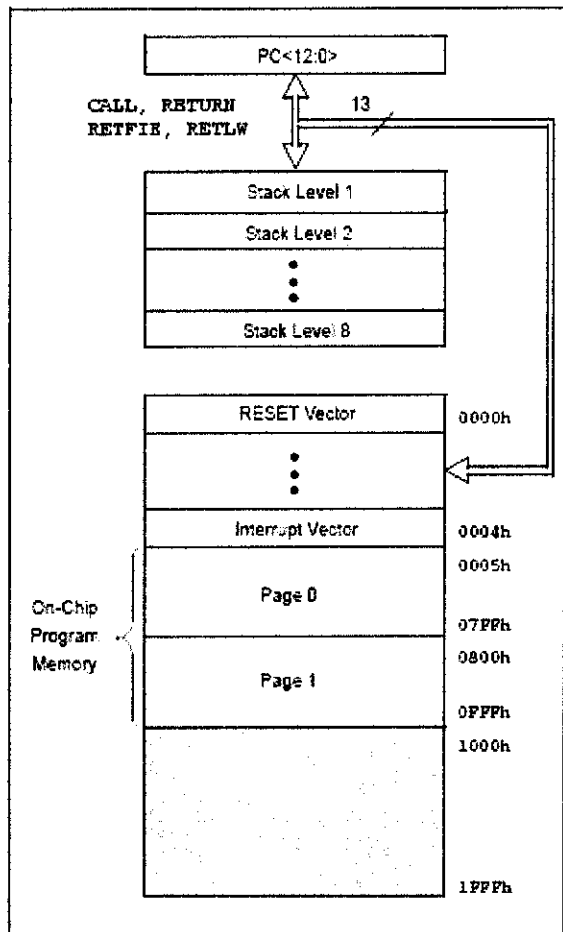 PC<12:0>
CALL, RETURN
RETFIE, RETLW
13
Stack Level 1
Stack Level 2
Stack Level 8
RESET Vector
0000h
Interrupt Vector
0004h
0005h
Page 0
07FFh
On-Chip
Program
Memory
0800h
Page 1
0FFFh
1000h
1FFFh